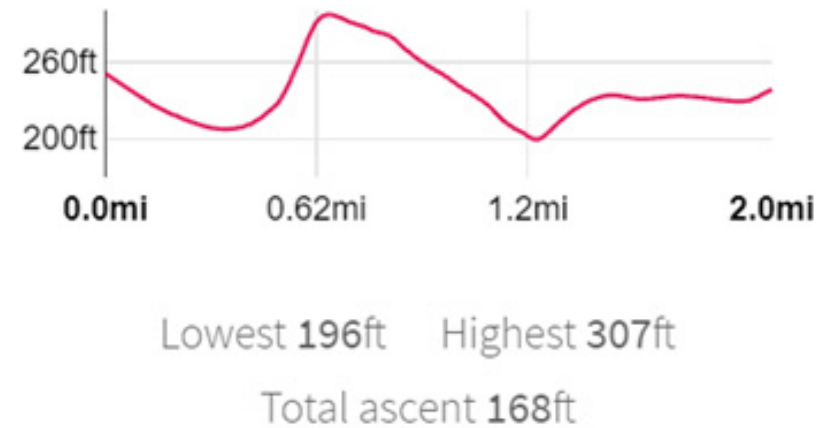 260ft
200ft
0.0mi 0.62mi 1.2mi 2.0mi
Lowest 196ft Highest 307ft
Total ascent 168ft